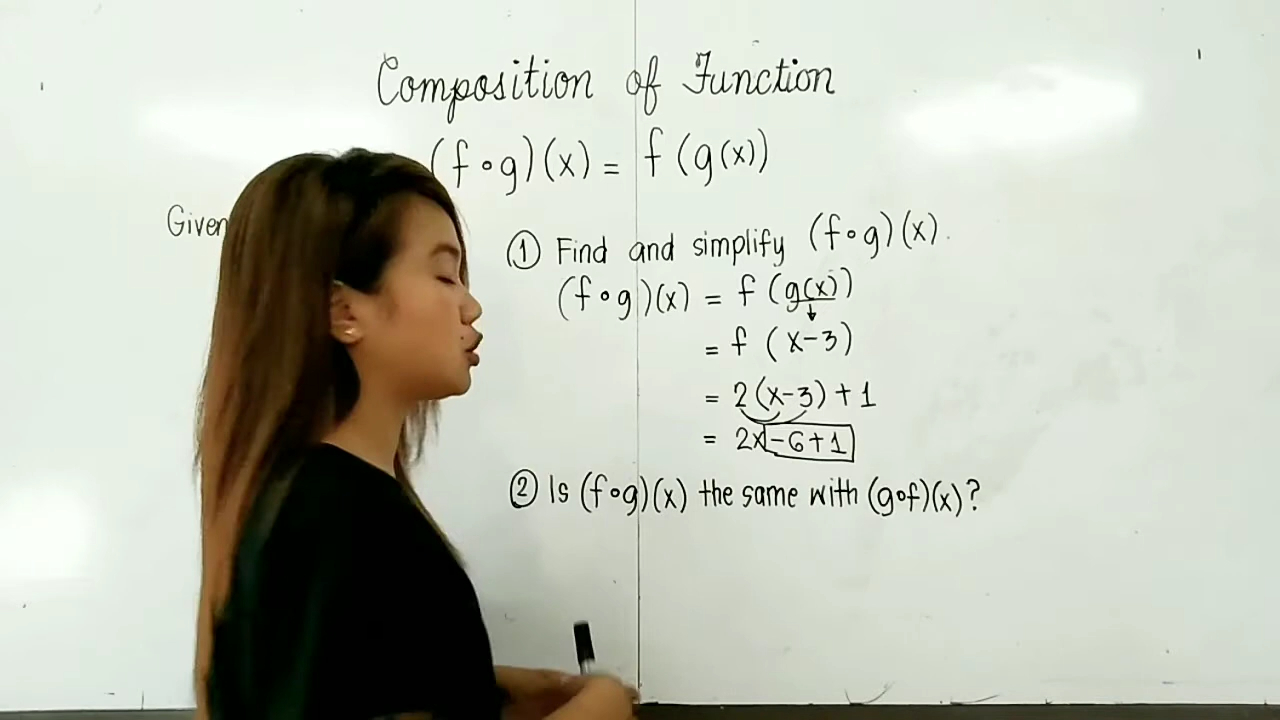 Composition of Function
(f∘g)(x) = f(g(x))
Given
① Find and simplify (f∘g)(x).
(f∘g)(x) = f(g(x))
↓
= f (x-3)
= 2(x-3)+1
= 2x-6+1
② Is (f∘g)(x) the same with (g∘f)(x)?